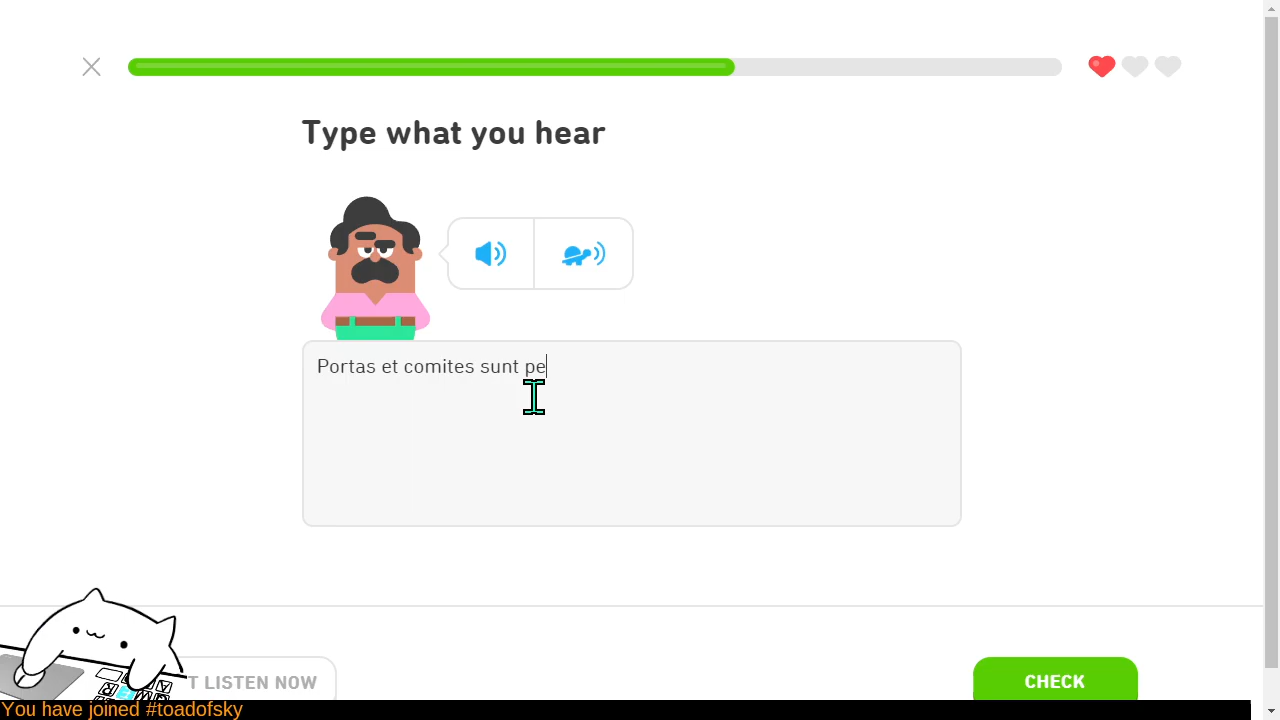 Type what you hear
Portas et comites sunt pe
T LISTEN NOW
CHECK
You have joined #toadofsky